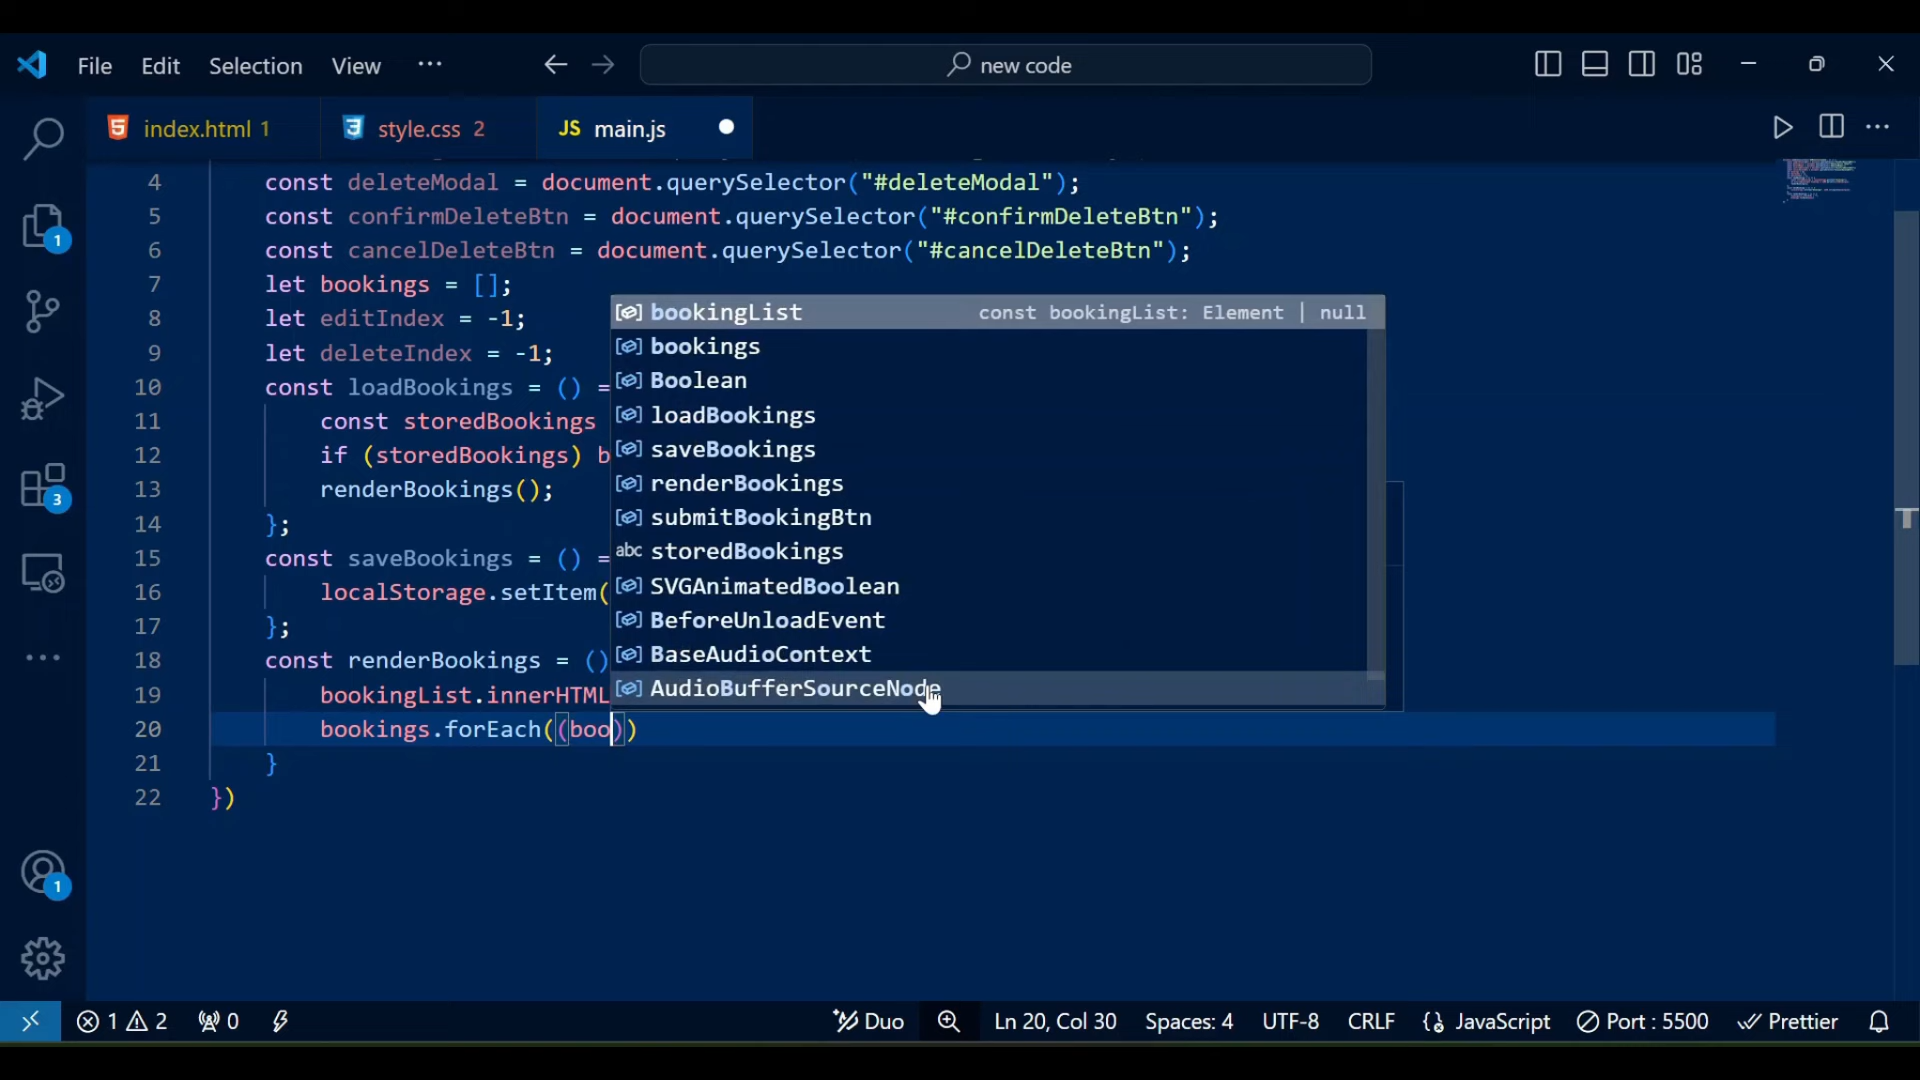 File Edit Selection View ··· new code
index.html 1 style.css 2 JS main.js
4 const deleteModal = document.querySelector("#deleteModal");
5 const confirmDeleteBtn = document.querySelector("#confirmDeleteBtn");
6 const cancelDeleteBtn = document.querySelector("#cancelDeleteBtn");
7 let bookings = [];
8 let editIndex = -1;
9 let deleteIndex = -1;
10 const loadBookings = () =
11 const storedBookings
12 if (storedBookings) b
13 renderBookings();
14 };
15 const saveBookings = () =
16 localStorage.setItem(
17 };
18 const renderBookings = ()
19 bookingList.innerHTML
20 bookings.forEach((boo))
21 }
22 })
bookingList const bookingList: Element | null
bookings
Boolean
loadBookings
saveBookings
renderBookings
submitBookingBtn
abc storedBookings
SVGAnimatedBoolean
BeforeUnloadEvent
BaseAudioContext
AudioBufferSourceNode
1
3
1
1 2 0 Duo Ln 20, Col 30 Spaces: 4 UTF-8 CRLF {} JavaScript Port : 5500 Prettier